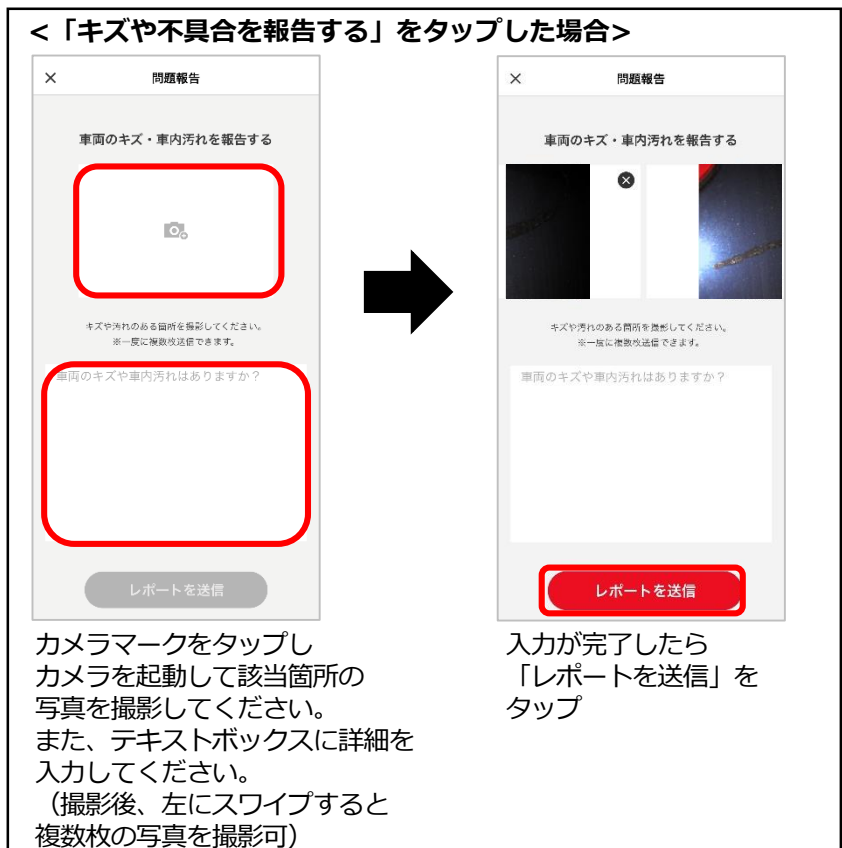 <「キズや不具合を報告する」をタップした場合>
× 問題報告
車両のキズ・車内汚れを報告する
キズや汚れのある箇所を撮影してください。
※一度に複数枚送信できます。
車両のキズや車内汚れはありますか？
レポートを送信
カメラマークをタップし
カメラを起動して該当箇所の
写真を撮影してください。
また、テキストボックスに詳細を
入力してください。
（撮影後、左にスワイプすると
複数枚の写真を撮影可）
× 問題報告
車両のキズ・車内汚れを報告する
キズや汚れのある箇所を撮影してください。
※一度に複数枚送信できます。
車両のキズや車内汚れはありますか？
レポートを送信
入力が完了したら
「レポートを送信」を
タップ